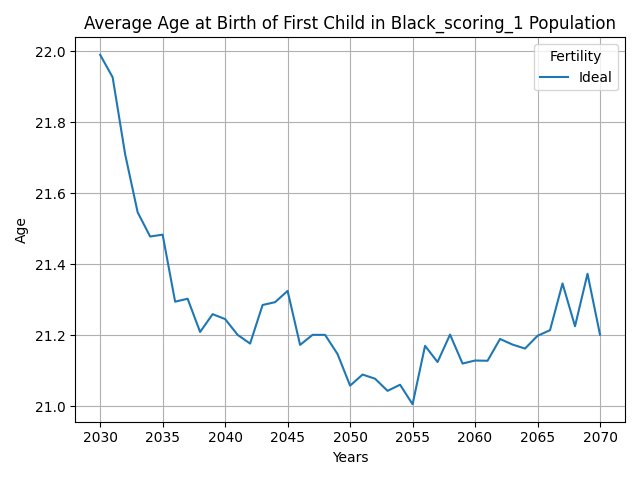 Average Age at Birth of First Child in Black_scoring_1 Population
Fertility
Ideal
22.0
21.8
21.6
21.4
21.2
21.0
Age
2030 2035 2040 2045 2050 2055 2060 2065 2070
Years